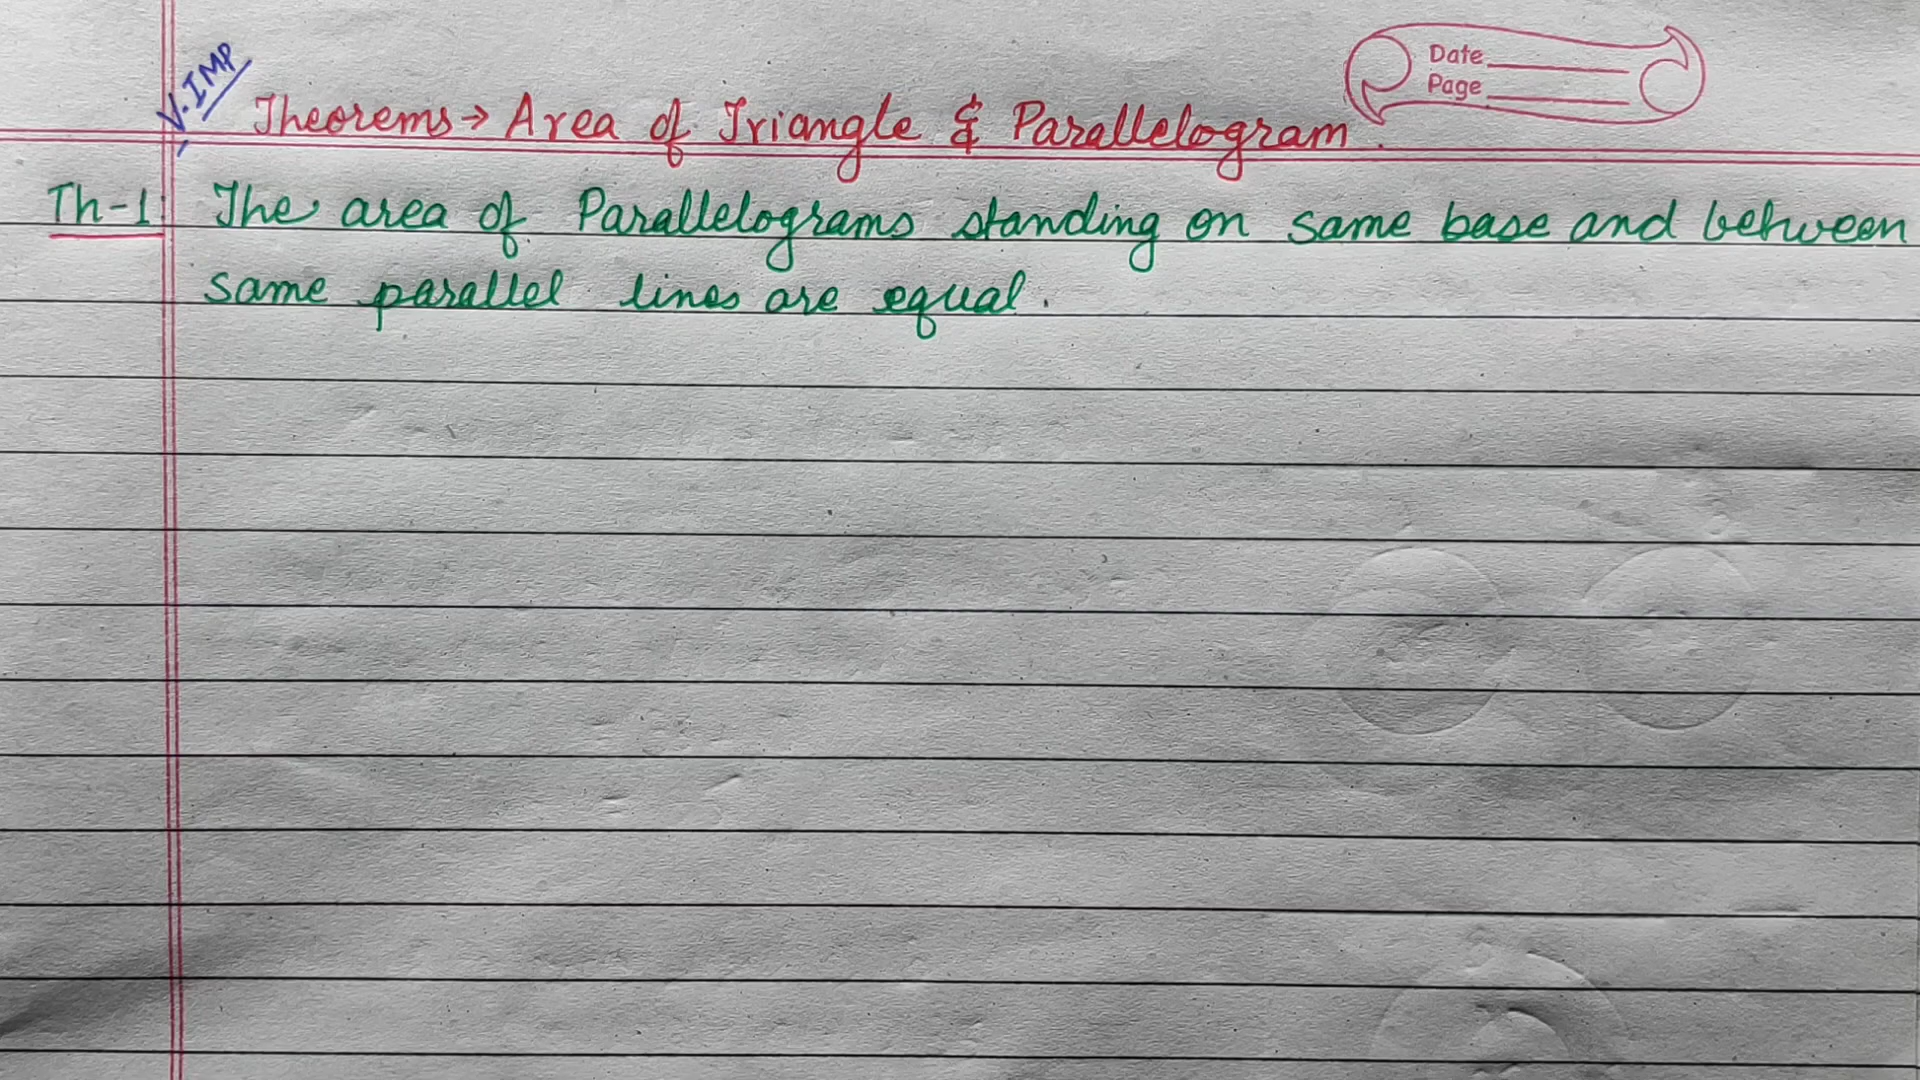 Date
Page
V.IMP
Theorems → Area of Triangle & Parallelogram.
Th-1: The area of Parallelograms standing on same base and between
same parallel lines are equal.